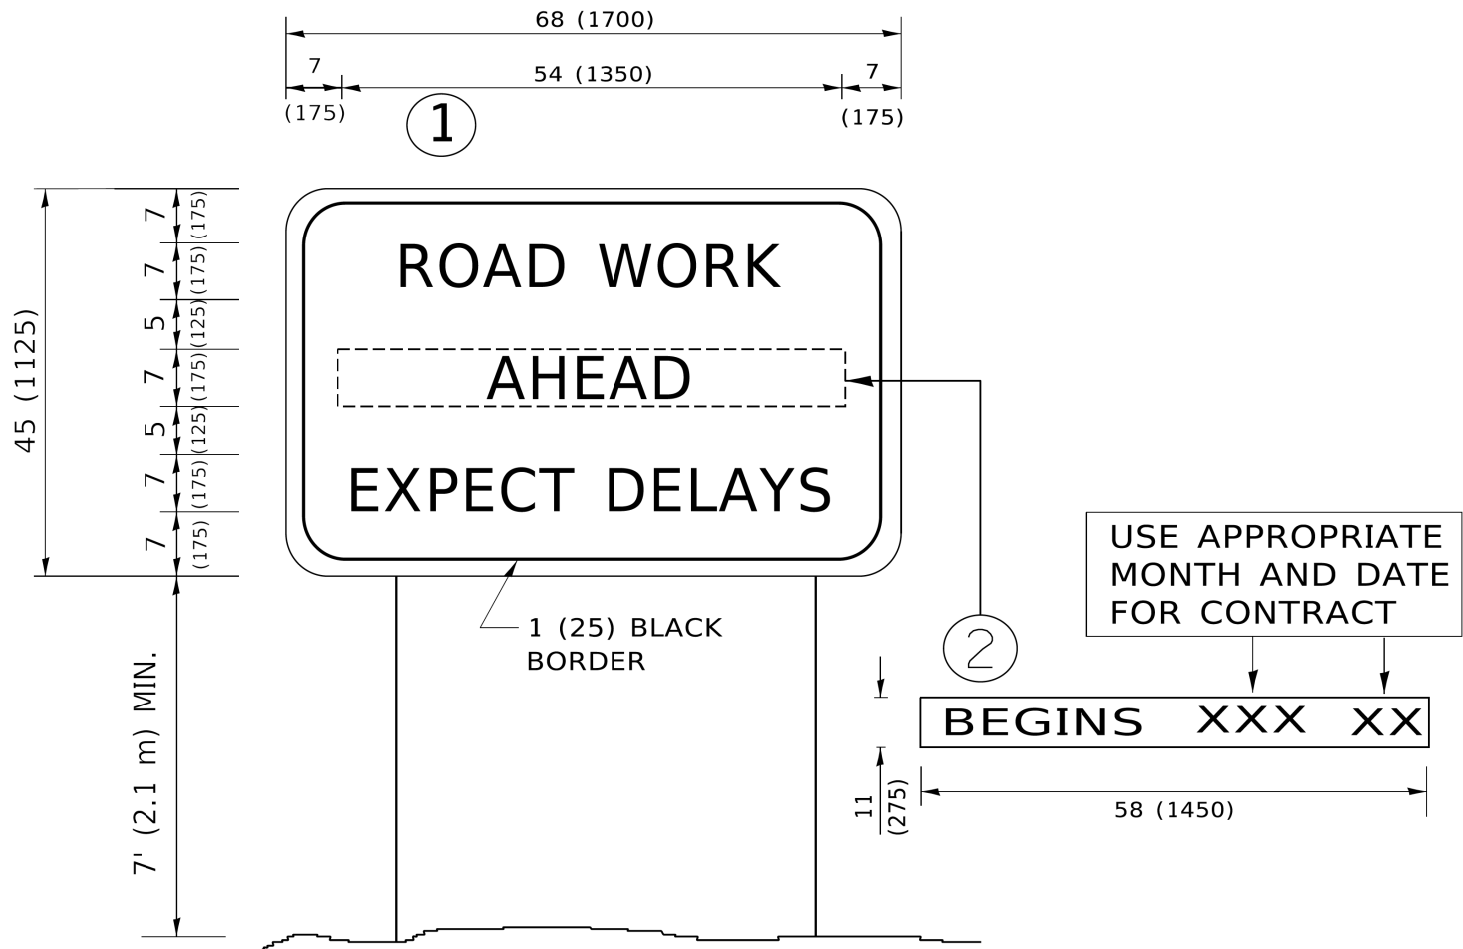 68 (1700)
7
54 (1350)
7
(175)
(175)
1
7
(175)
7
(175)
5
(125)
7
(175)
5
(125)
7
(175)
7
(175)
45 (1125)
ROAD WORK
AHEAD
EXPECT DELAYS
1 (25) BLACK
BORDER
7' (2.1 m) MIN.
USE APPROPRIATE
MONTH AND DATE
FOR CONTRACT
2
BEGINS XXX XX
11
(275)
58 (1450)